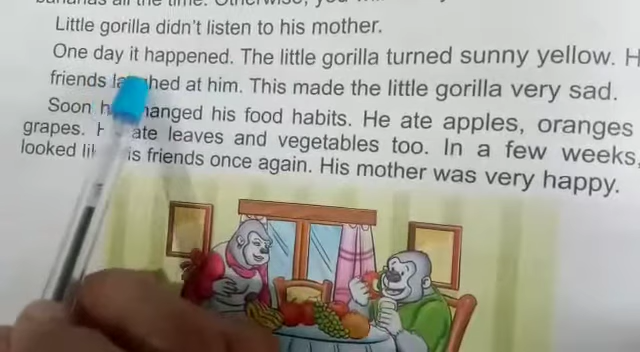 bananas all the time. Otherwise, you
Little gorilla didn't listen to his mother.
One day it happened. The little gorilla turned sunny yellow. H
friends laughed at him. This made the little gorilla very sad.
Soon he changed his food habits. He ate apples, oranges
grapes. H ate leaves and vegetables too. In a few weeks,
looked li is friends once again. His mother was very happy.